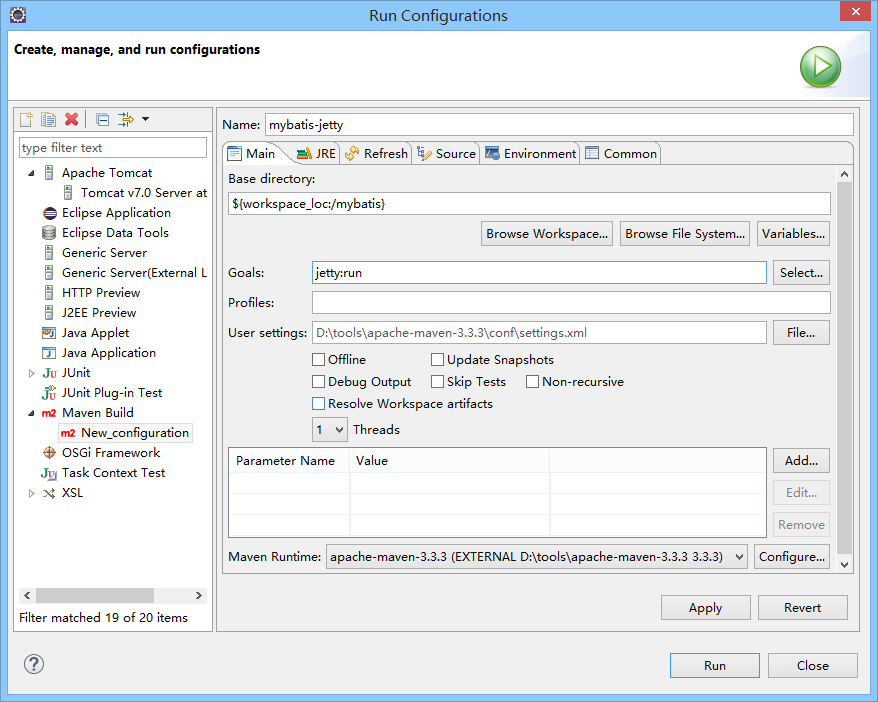 Run Configurations
Create, manage, and run configurations
type filter text
Apache Tomcat
Tomcat v7.0 Server at
Eclipse Application
Eclipse Data Tools
Generic Server
Generic Server(External L
HTTP Preview
J2EE Preview
Java Applet
Java Application
JUnit
JUnit Plug-in Test
Maven Build
New_configuration
OSGi Framework
Task Context Test
XSL
Filter matched 19 of 20 items
Name: mybatis-jetty
Main JRE Refresh Source Environment Common
Base directory:
${workspace_loc:/mybatis}
Browse Workspace... Browse File System... Variables...
Goals: jetty:run Select...
Profiles:
User settings: D:\tools\apache-maven-3.3.3\conf\settings.xml File...
Offline Update Snapshots
Debug Output Skip Tests Non-recursive
Resolve Workspace artifacts
1 Threads
Parameter Name Value Add...
Edit...
Remove
Maven Runtime: apache-maven-3.3.3 (EXTERNAL D:\tools\apache-maven-3.3.3 3.3.3) Configure...
Apply Revert
Run Close